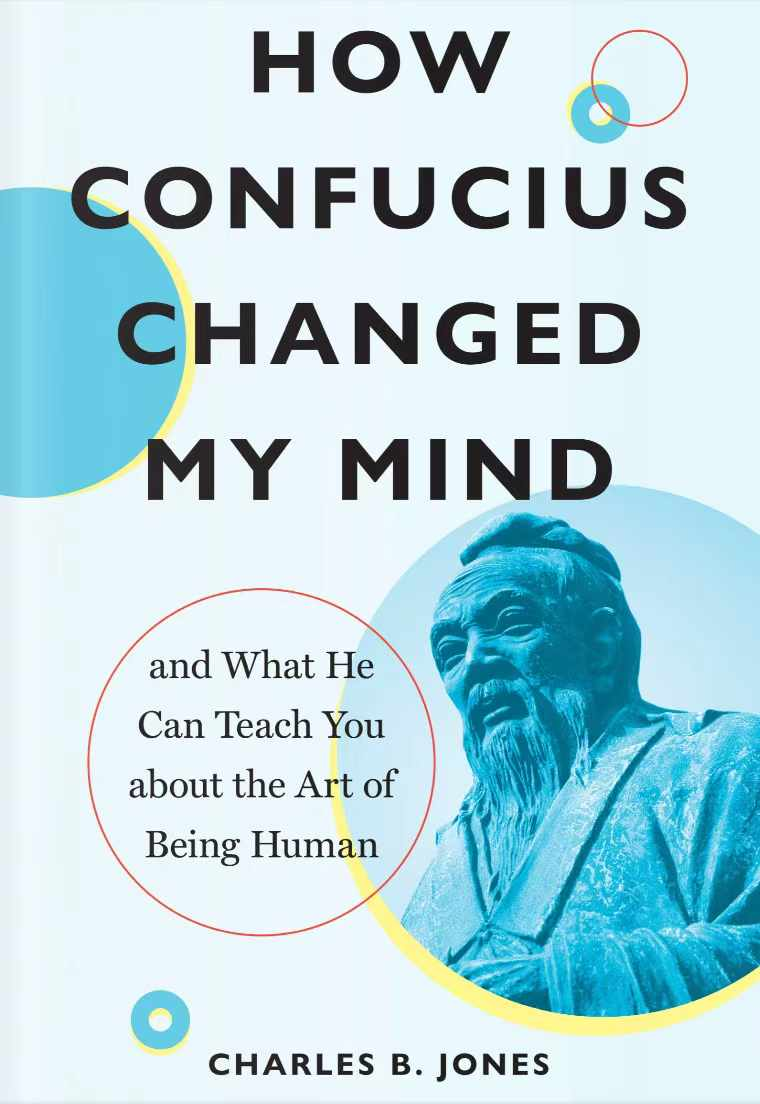 HOW
CONFUCIUS
CHANGED
MY MIND
and What He
Can Teach You
about the Art of
Being Human
CHARLES B. JONES